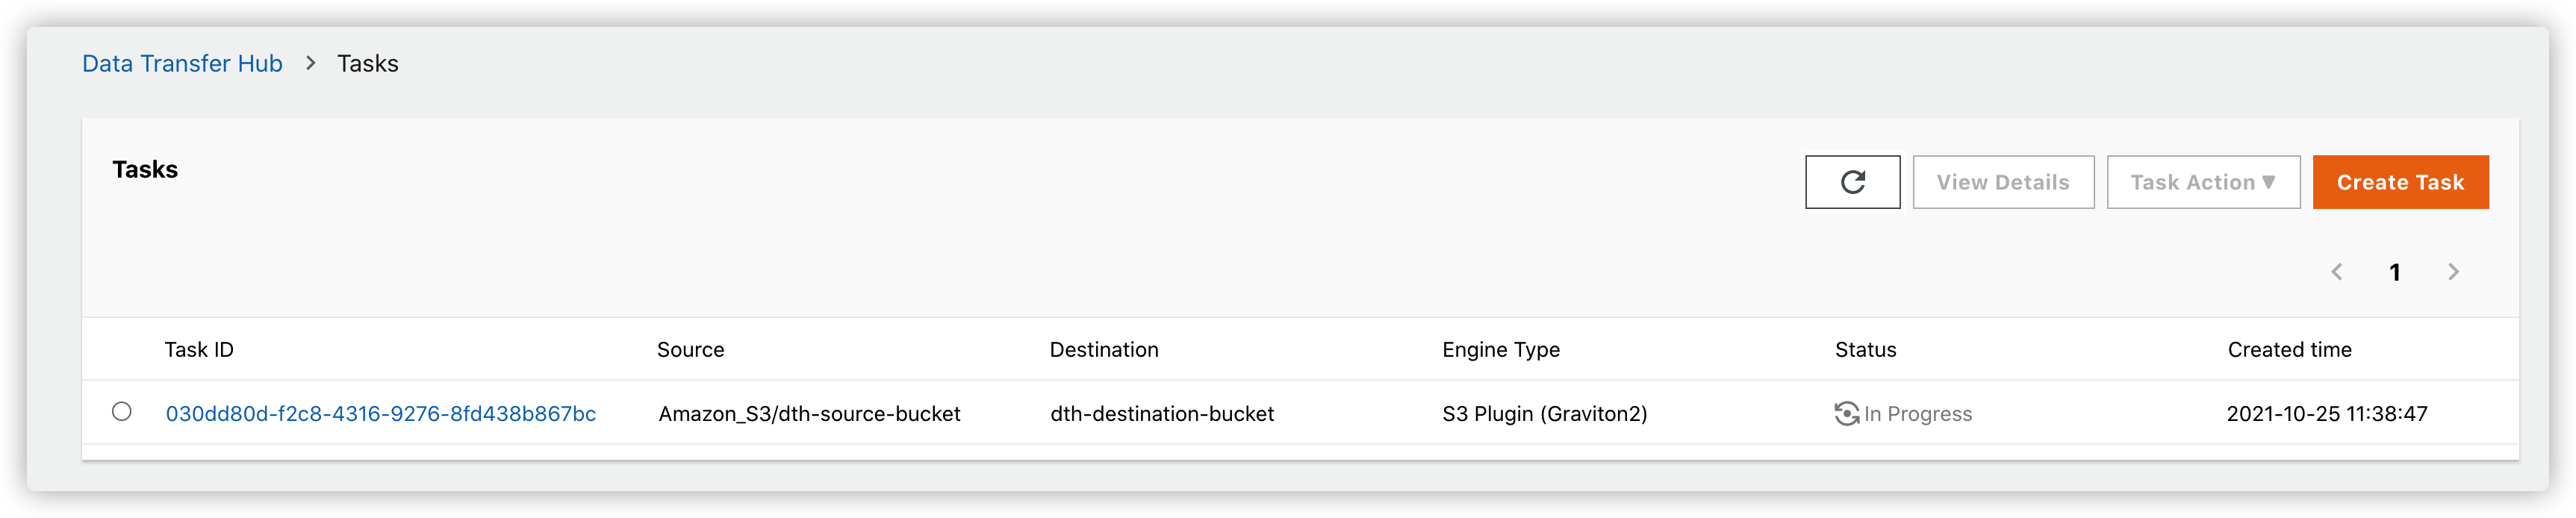 Data Transfer Hub > Tasks
Tasks
View Details Task Action ▼ Create Task
< 1 >
Task ID Source Destination Engine Type Status Created time
030dd80d-f2c8-4316-9276-8fd438b867bc Amazon_S3/dth-source-bucket dth-destination-bucket S3 Plugin (Graviton2) In Progress 2021-10-25 11:38:47